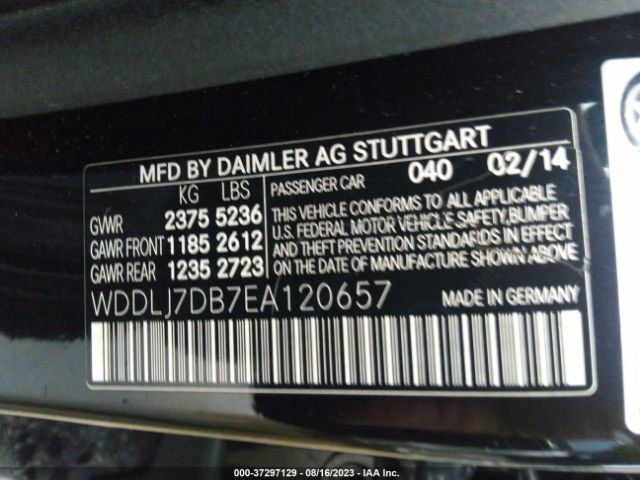 MFD BY DAIMLER AG STUTTGART
KG LBS
GVWR 2375 5236
GAWR FRONT 1185 2612
GAWR REAR 1235 2723
PASSENGER CAR 040 02/14
THIS VEHICLE CONFORMS TO ALL APPLICABLE
U.S. FEDERAL MOTOR VEHICLE SAFETY, BUMPER
AND THEFT PREVENTION STANDARDS IN EFFECT
ON THE DATE OF MANUFACTURE SHOWN ABOVE
WDDLJ7DB7EA120657 MADE IN GERMANY
000-37297129 - 08/16/2023 - IAA Inc.